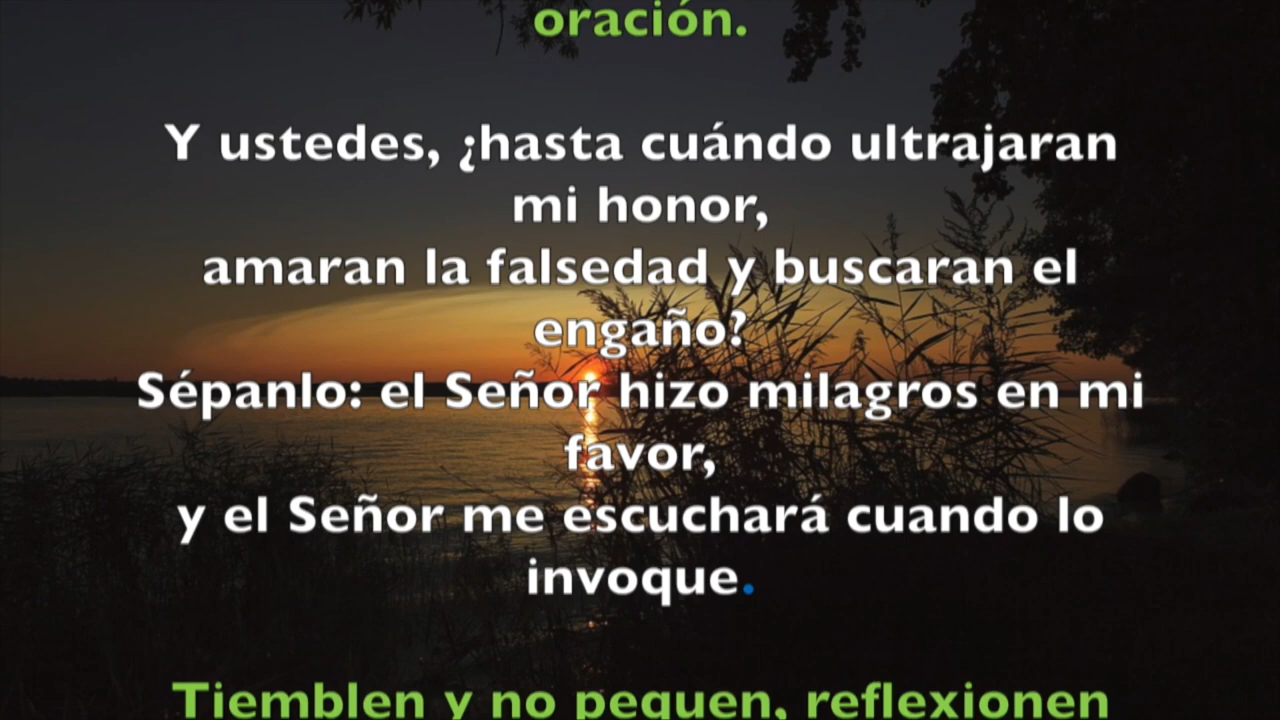 oración.
Y ustedes, ¿hasta cuándo ultrajaran
mi honor,
amaran la falsedad y buscaran el
engaño?
Sépanlo: el Señor hizo milagros en mi
favor,
y el Señor me escuchará cuando lo
invoque.
Tiemblen y no pequen, reflexionen